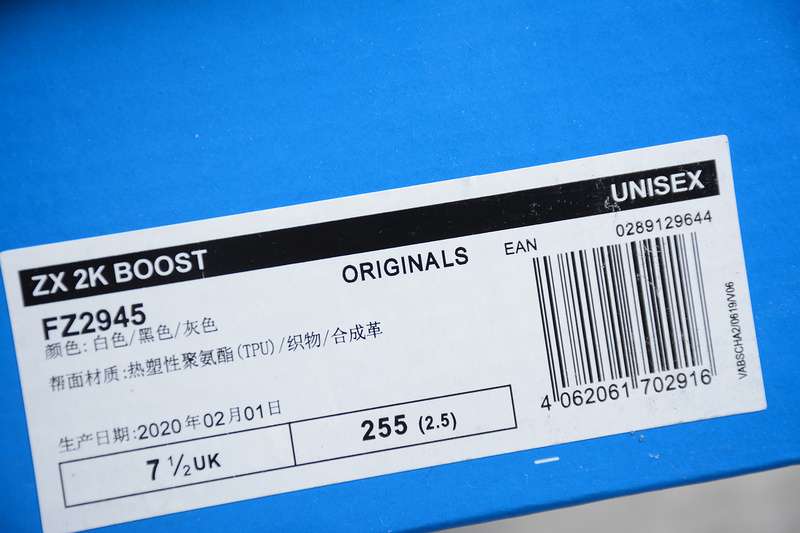 ZX 2K BOOST
UNISEX
FZ2945
ORIGINALS
EAN
0289129644
颜色: 白色/黑色/灰色
帮面材质:热塑性聚氨酯(TPU)/织物/合成革
生产日期:2020年02月01日
7 ½ UK
255 (2.5)
4 062061 702916
VABSCHA2/0619/V06